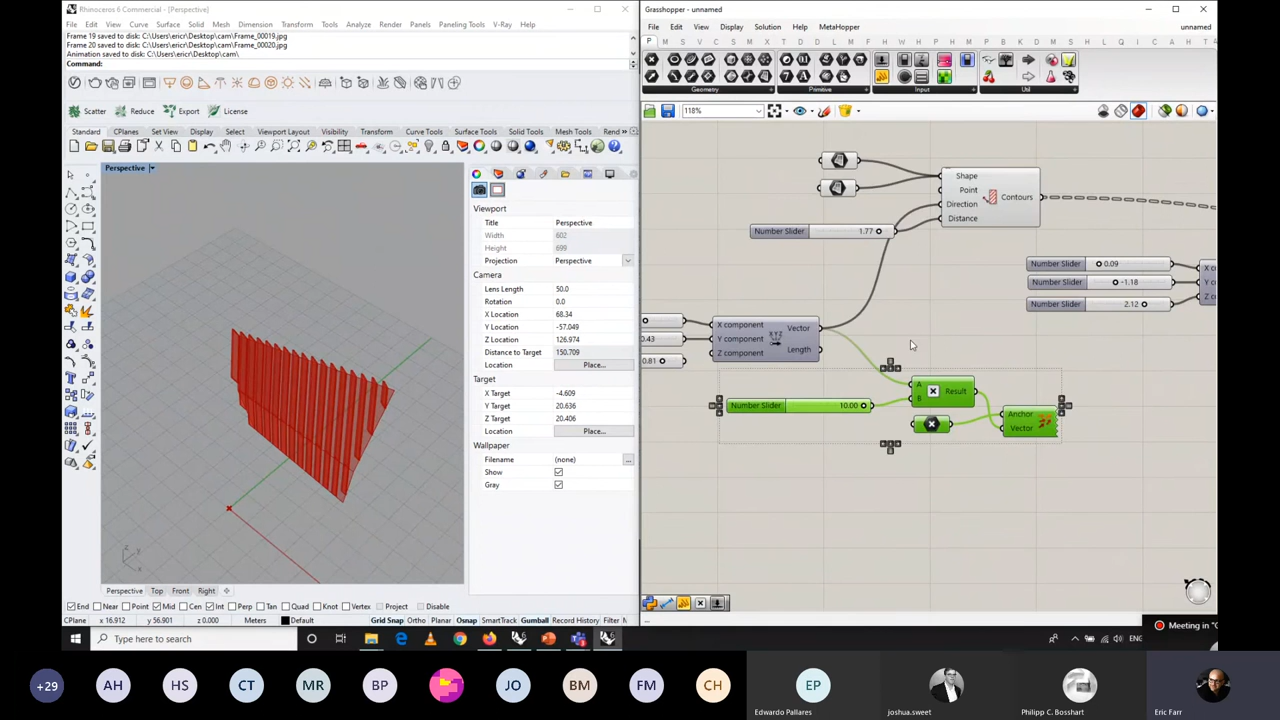 Rhinoceros 6 Commercial - [Perspective]
File Edit View Curve Surface Solid Mesh Dimension Transform Tools Analyze Render Panels Paneling Tools V-Ray Help
Frame 19 saved to disk: C:\Users\ericr\Desktop\cam\Frame_00019.jpg
Frame 20 saved to disk: C:\Users\ericr\Desktop\cam\Frame_00020.jpg
Animation saved to disk: C:\Users\ericr\Desktop\cam\
Command:
Scatter Reduce Export License
Standard CPlanes Set View Display Select Viewport Layout Visibility Transform Curve Tools Surface Tools Solid Tools Mesh Tools Rend »
Perspective
Viewport
Title Perspective
Width 602
Height 699
Projection Perspective
Camera
Lens Length 50.0
Rotation 0.0
X Location 68.34
Y Location -57.049
Z Location 126.974
Distance to Target 150.709
Location Place...
Target
X Target -4.609
Y Target 20.636
Z Target 20.406
Location Place...
Wallpaper
Filename (none) ...
Show
Gray
Perspective Top Front Right
End Near Point Mid Cen Int Perp Tan Quad Knot Vertex Project Disable
CPlane x 16.912 y 56.901 z 0.000 Meters Default Grid Snap Ortho Planar Osnap SmartTrack Gumball Record History Filter
Grasshopper - unnamed
File Edit View Display Solution Help MetaHopper unnamed
Geometry Primitive Input Util
118%
Shape
Point
Direction
Distance
Contours
Number Slider 1.77
Number Slider 0.09
Number Slider -1.18
Number Slider 2.12
0.43
0.81
X component
Y component
Z component
Vector
Length
Number Slider 10.00
A
B
Result
Anchor
Vector
Type here to search
ENG
Meeting in "G
+29 AH HS CT MR BP JO BM FM CH
EP
Edwardo Pallares joshua.sweet Philipp C. Bosshart Eric Farr